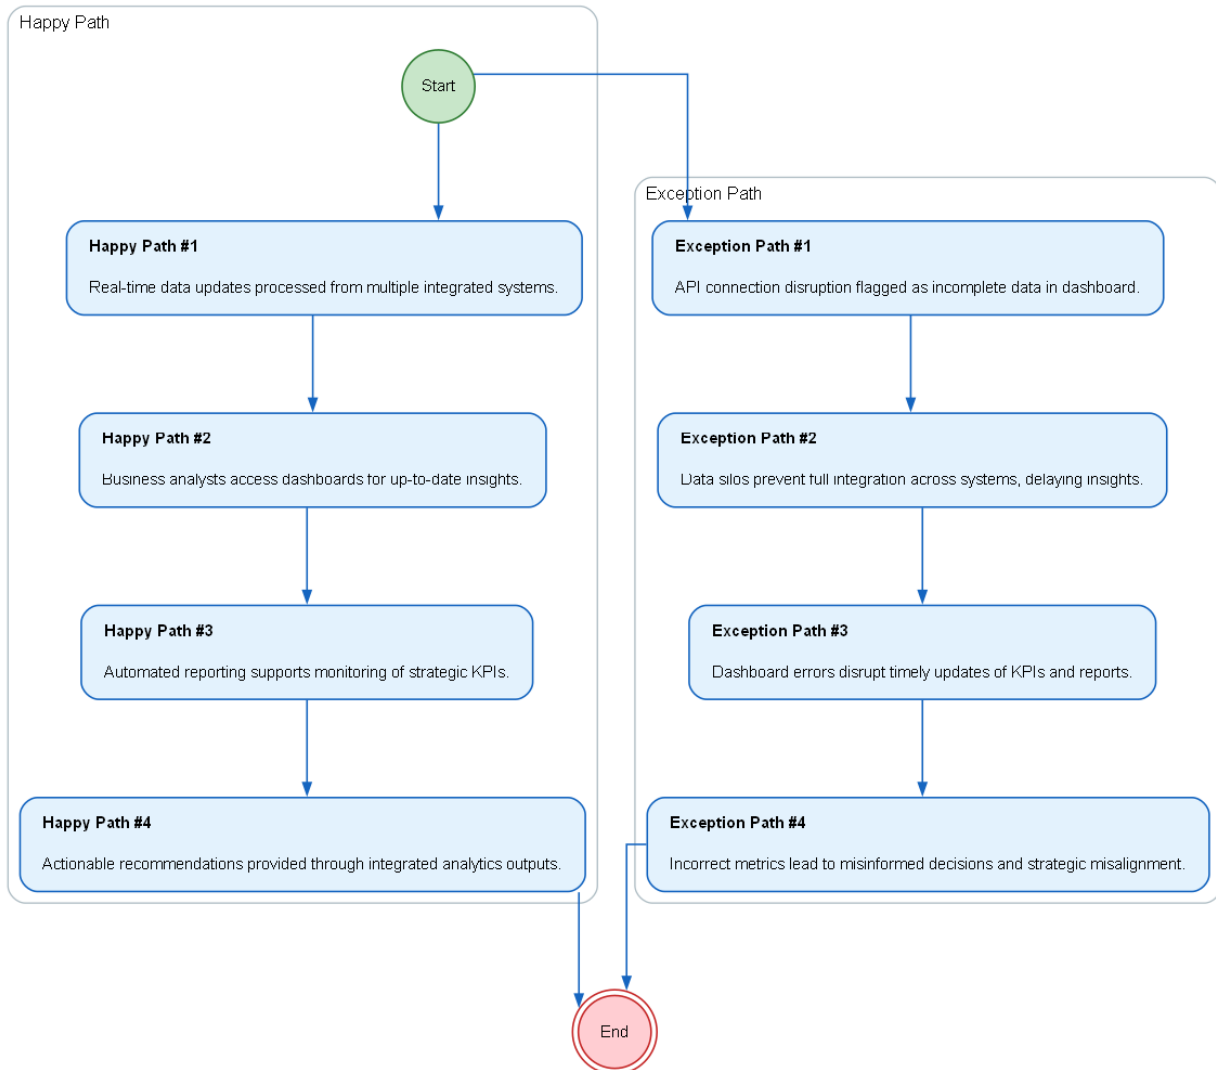 Happy Path
Start
Happy Path #1
Real-time data updates processed from multiple integrated systems.
Happy Path #2
Business analysts access dashboards for up-to-date insights.
Happy Path #3
Automated reporting supports monitoring of strategic KPIs.
Happy Path #4
Actionable recommendations provided through integrated analytics outputs.
Exception Path
Exception Path #1
API connection disruption flagged as incomplete data in dashboard.
Exception Path #2
Data silos prevent full integration across systems, delaying insights.
Exception Path #3
Dashboard errors disrupt timely updates of KPIs and reports.
Exception Path #4
Incorrect metrics lead to misinformed decisions and strategic misalignment.
End